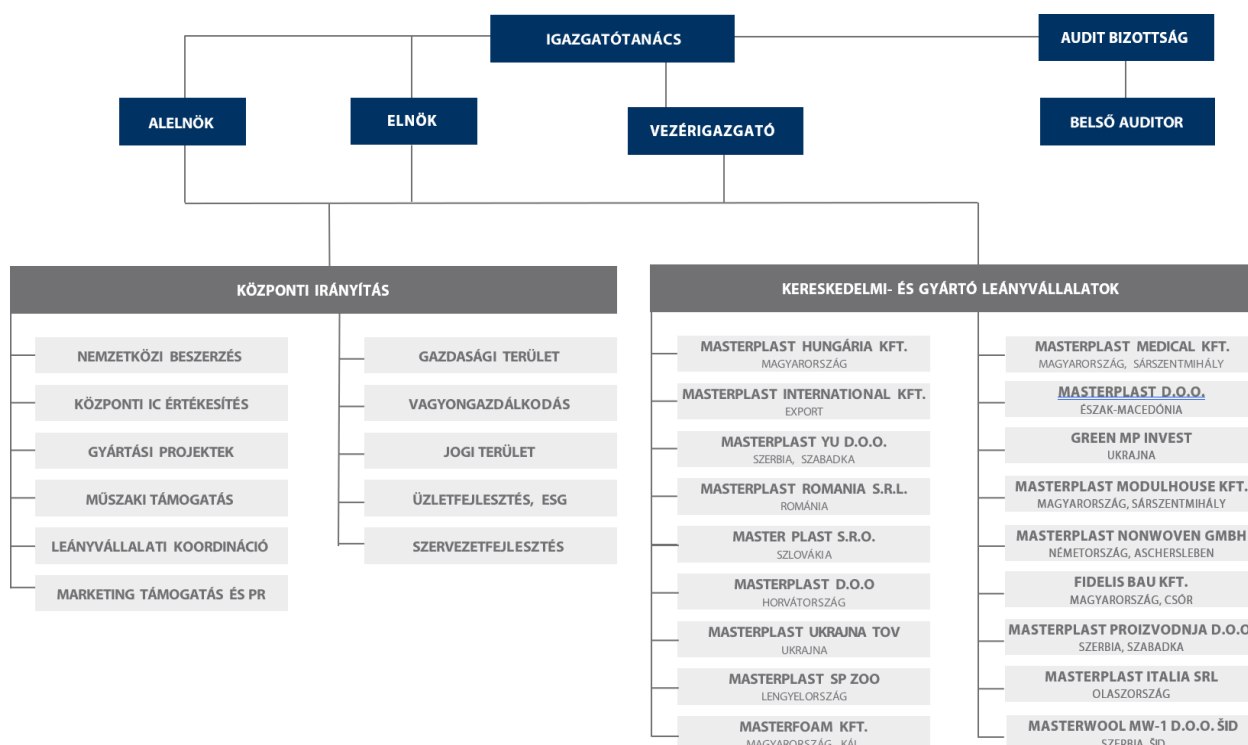 IGAZGATÓTANÁCS
AUDIT BIZOTTSÁG
ALELNÖK
ELNÖK
VEZÉRIGAZGATÓ
BELSŐ AUDITOR
KÖZPONTI IRÁNYÍTÁS
NEMZETKÖZI BESZERZÉS
KÖZPONTI IC ÉRTÉKESÍTÉS
GYÁRTÁSI PROJEKTEK
MŰSZAKI TÁMOGATÁS
LEÁNYVÁLLALATI KOORDINÁCIÓ
MARKETING TÁMOGATÁS ÉS PR
GAZDASÁGI TERÜLET
VAGYONGAZDÁLKODÁS
JOGI TERÜLET
ÜZLETFEJLESZTÉS, ESG
SZERVEZETFEJLESZTÉS
KERESKEDELMI- ÉS GYÁRTÓ LEÁNYVÁLLALATOK
MASTERPLAST HUNGÁRIA KFT.
MAGYARORSZÁG
MASTERPLAST INTERNATIONAL KFT.
EXPORT
MASTERPLAST YU D.O.O.
SZERBIA, SZABADKA
MASTERPLAST ROMANIA S.R.L.
ROMÁNIA
MASTER PLAST S.R.O.
SZLOVÁKIA
MASTERPLAST D.O.O
HORVÁTORSZÁG
MASTERPLAST UKRAJNA TOV
UKRAJNA
MASTERPLAST SP ZOO
LENGYELORSZÁG
MASTERFOAM KFT.
MAGYARORSZÁG, KÁL
MASTERPLAST MEDICAL KFT.
MAGYARORSZÁG, SÁRSZENTMIHÁLY
MASTERPLAST D.O.O.
ÉSZAK-MACEDÓNIA
GREEN MP INVEST
UKRAJNA
MASTERPLAST MODULHOUSE KFT.
MAGYARORSZÁG, SÁRSZENTMIHÁLY
MASTERPLAST NONWOVEN GMBH
NÉMETORSZÁG, ASCHERSLEBEN
FIDELIS BAU KFT.
MAGYARORSZÁG, CSÓR
MASTERPLAST PROIZVODNJA D.O.O
SZERBIA, SZABADKA
MASTERPLAST ITALIA SRL
OLASZORSZÁG
MASTERWOOL MW-1 D.O.O. ŠID
SZERBIA, ŠID